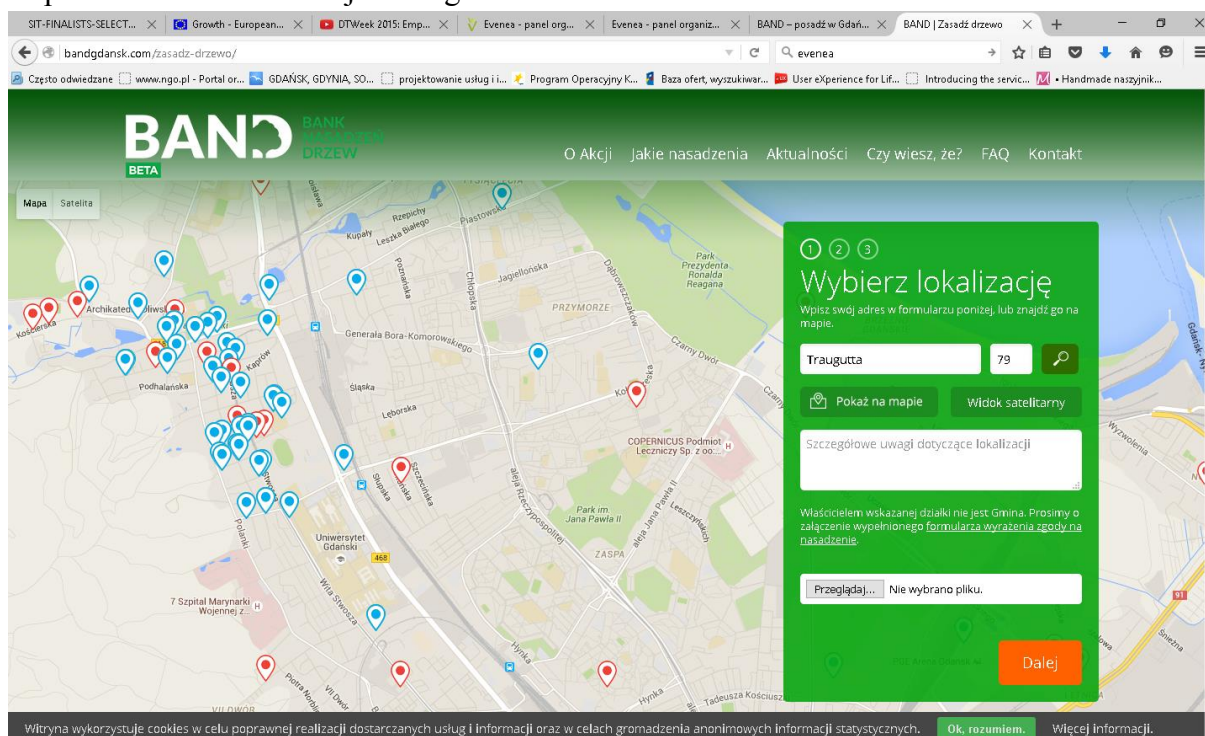 SIT-FINALISTS-SELECT...
Growth - European...
DTWeek 2015: Emp...
Evenea - panel org...
Evenea - panel organiz...
BAND – posadź w Gdań...
BAND | Zasadź drzewo
bandgdansk.com/zasadz-drzewo/
evenea
Często odwiedzane
www.ngo.pl - Portal or...
GDAŃSK, GDYNIA, SO...
projektowanie usług i i...
Program Operacyjny K...
Baza ofert, wyszukiwar...
User eXperience for Lif...
Introducing the servic...
• Handmade naszyjnik...
BAND
BETA
BANK
NASADZEŃ
DRZEW
O Akcji
Jakie nasadzenia
Aktualności
Czy wiesz, że?
FAQ
Kontakt
Mapa
Satelita
Rzepichy
Piastowska
Kupały
Leszka Białego
Poznańska
Chłopska
Jagiellońska
Dąbrowszczaków
Park
Prezydenta
Ronalda
Reagana
PRZYMORZE
Kościerska
Generała Bora-Komorowskiego
Czarny Dwór
Kaprów
Podhalańska
Śląska
Lęborska
COPERNICUS Podmiot
Leczniczy Sp. z oo...
Szczecińska
Słupska
aleja Rzeczypospolitej
Park im.
Jana Pawła II
aleja Jana Pawła II
Leszczyńskich
ZASPA
Polanki
Uniwersytet
Gdański
468
Wita Stwosza
7 Szpital Marynarki
Wojennej z...
Hynka
Hynka
Tadeusza Kościusz
VII DWÓR
Wyzwolenia
91
Śnieżna
1 2 3
Wybierz lokalizację
Wpisz swój adres w formularzu poniżej, lub znajdź go na
mapie.
Traugutta
79
Pokaż na mapie
Widok satelitarny
Szczegółowe uwagi dotyczące lokalizacji
Właścicielem wskazanej działki nie jest Gmina. Prosimy o
załączenie wypełnionego formularza wyrażenia zgody na
nasadzenie.
Przeglądaj...
Nie wybrano pliku.
Dalej
Witryna wykorzystuje cookies w celu poprawnej realizacji dostarczanych usług i informacji oraz w celach gromadzenia anonimowych informacji statystycznych.
Ok, rozumiem.
Więcej informacji.